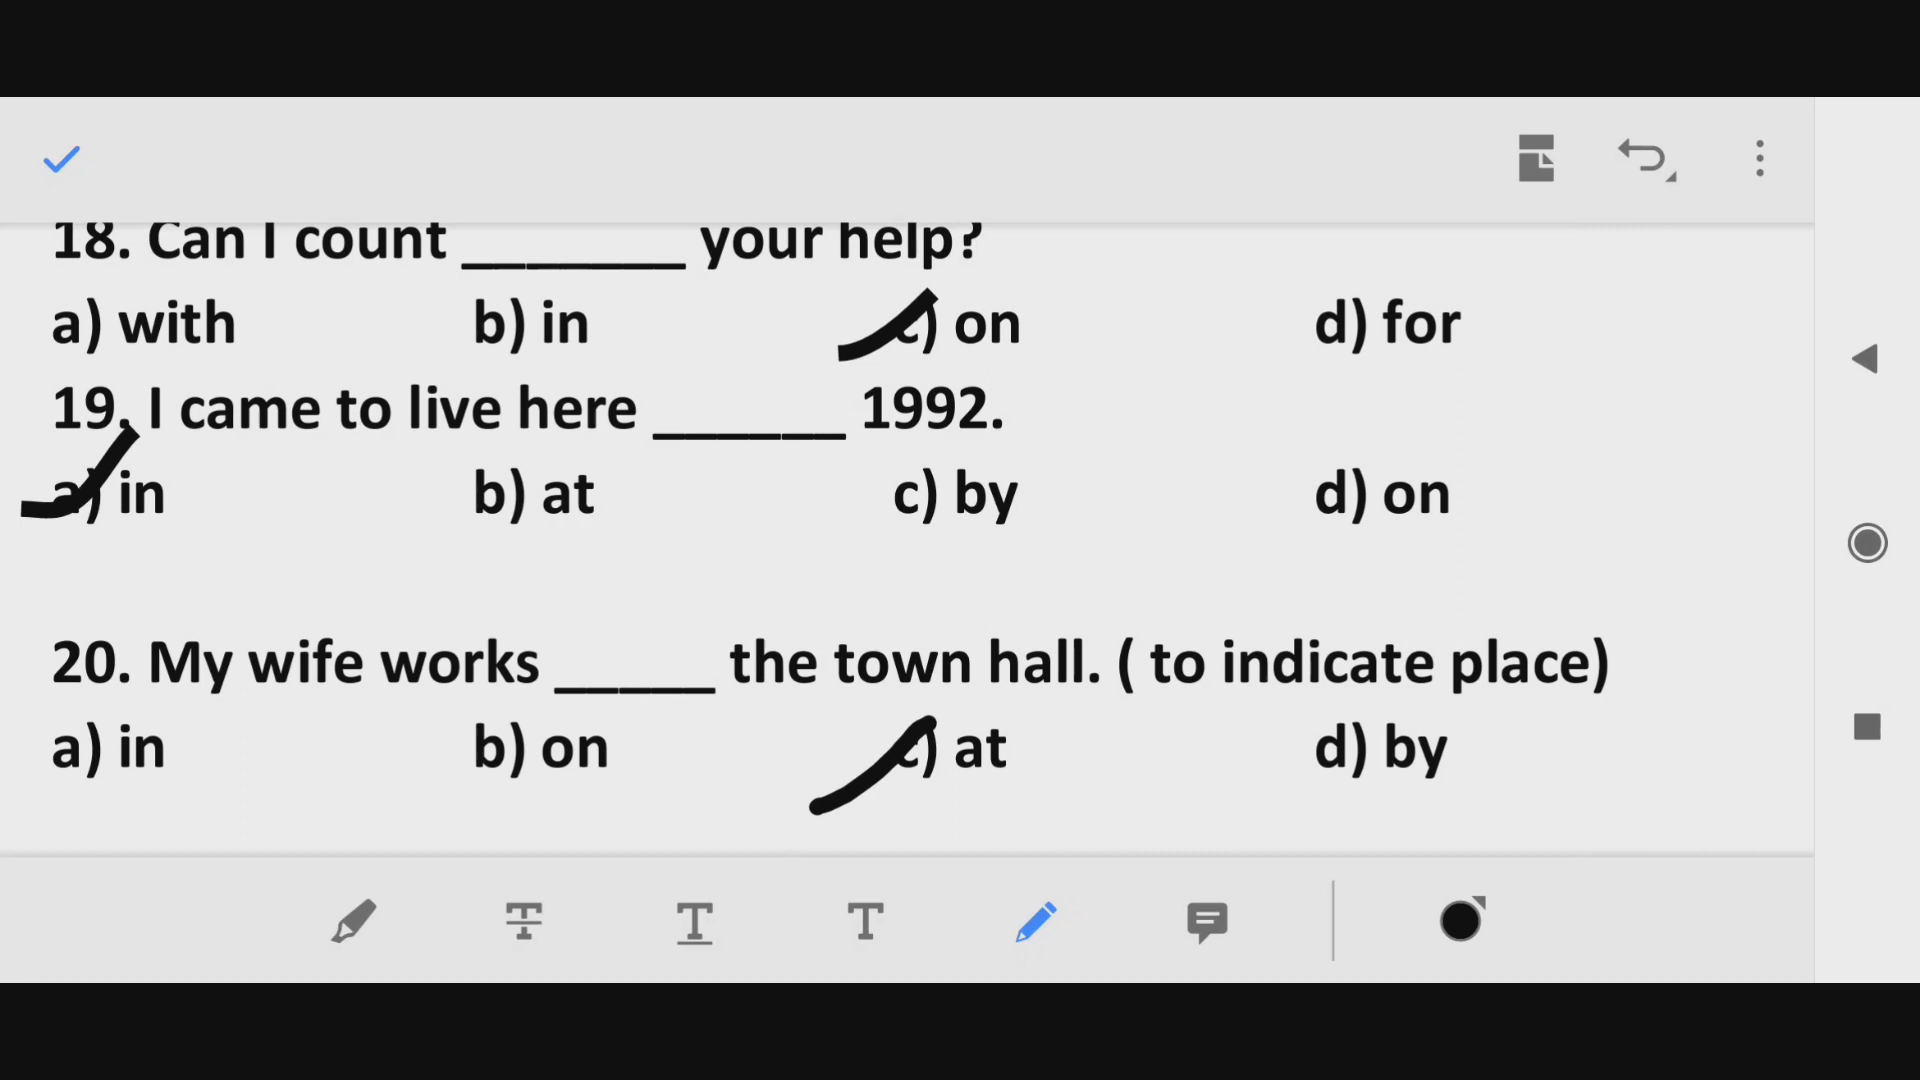 18. Can I count _______ your help?
a) with b) in c) on d) for
19. I came to live here ______ 1992.
a) in b) at c) by d) on
20. My wife works _____ the town hall. ( to indicate place)
a) in b) on c) at d) by